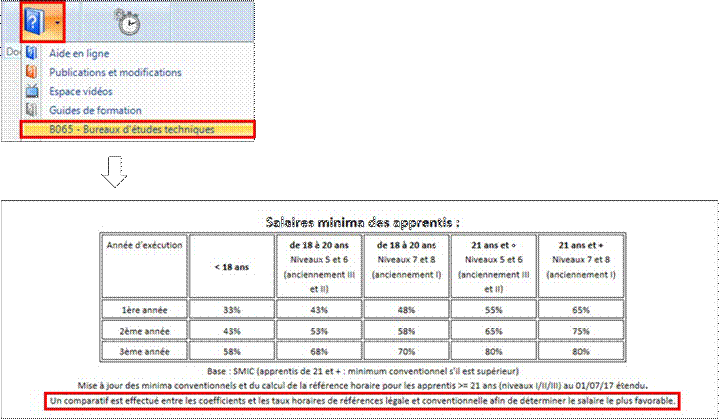 Do
Aide en ligne
Publications et modifications
Espace vidéos
Guides de formation
B065 - Bureaux d'études techniques
Salaires minima des apprentis :
Année d'exécution
< 18 ans
de 18 à 20 ans
Niveaux 5 et 6
(anciennement III
et II)
de 18 à 20 ans
Niveaux 7 et 8
(anciennement I)
21 ans et +
Niveaux 5 et 6
(anciennement III
et II)
21 ans et +
Niveaux 7 et 8
(anciennement I)
1ère année 33% 43% 48% 55% 65%
2ème année 43% 53% 58% 65% 75%
3ème année 58% 68% 70% 80% 80%
Base : SMIC (apprentis de 21 et + : minimum conventionnel s'il est supérieur)
Mise à jour des minima conventionnels et du calcul de la référence horaire pour les apprentis >= 21 ans (niveaux I/II/III) au 01/07/17 étendu.
Un comparatif est effectué entre les coefficients et les taux horaires de références légale et conventionnelle afin de déterminer le salaire le plus favorable.